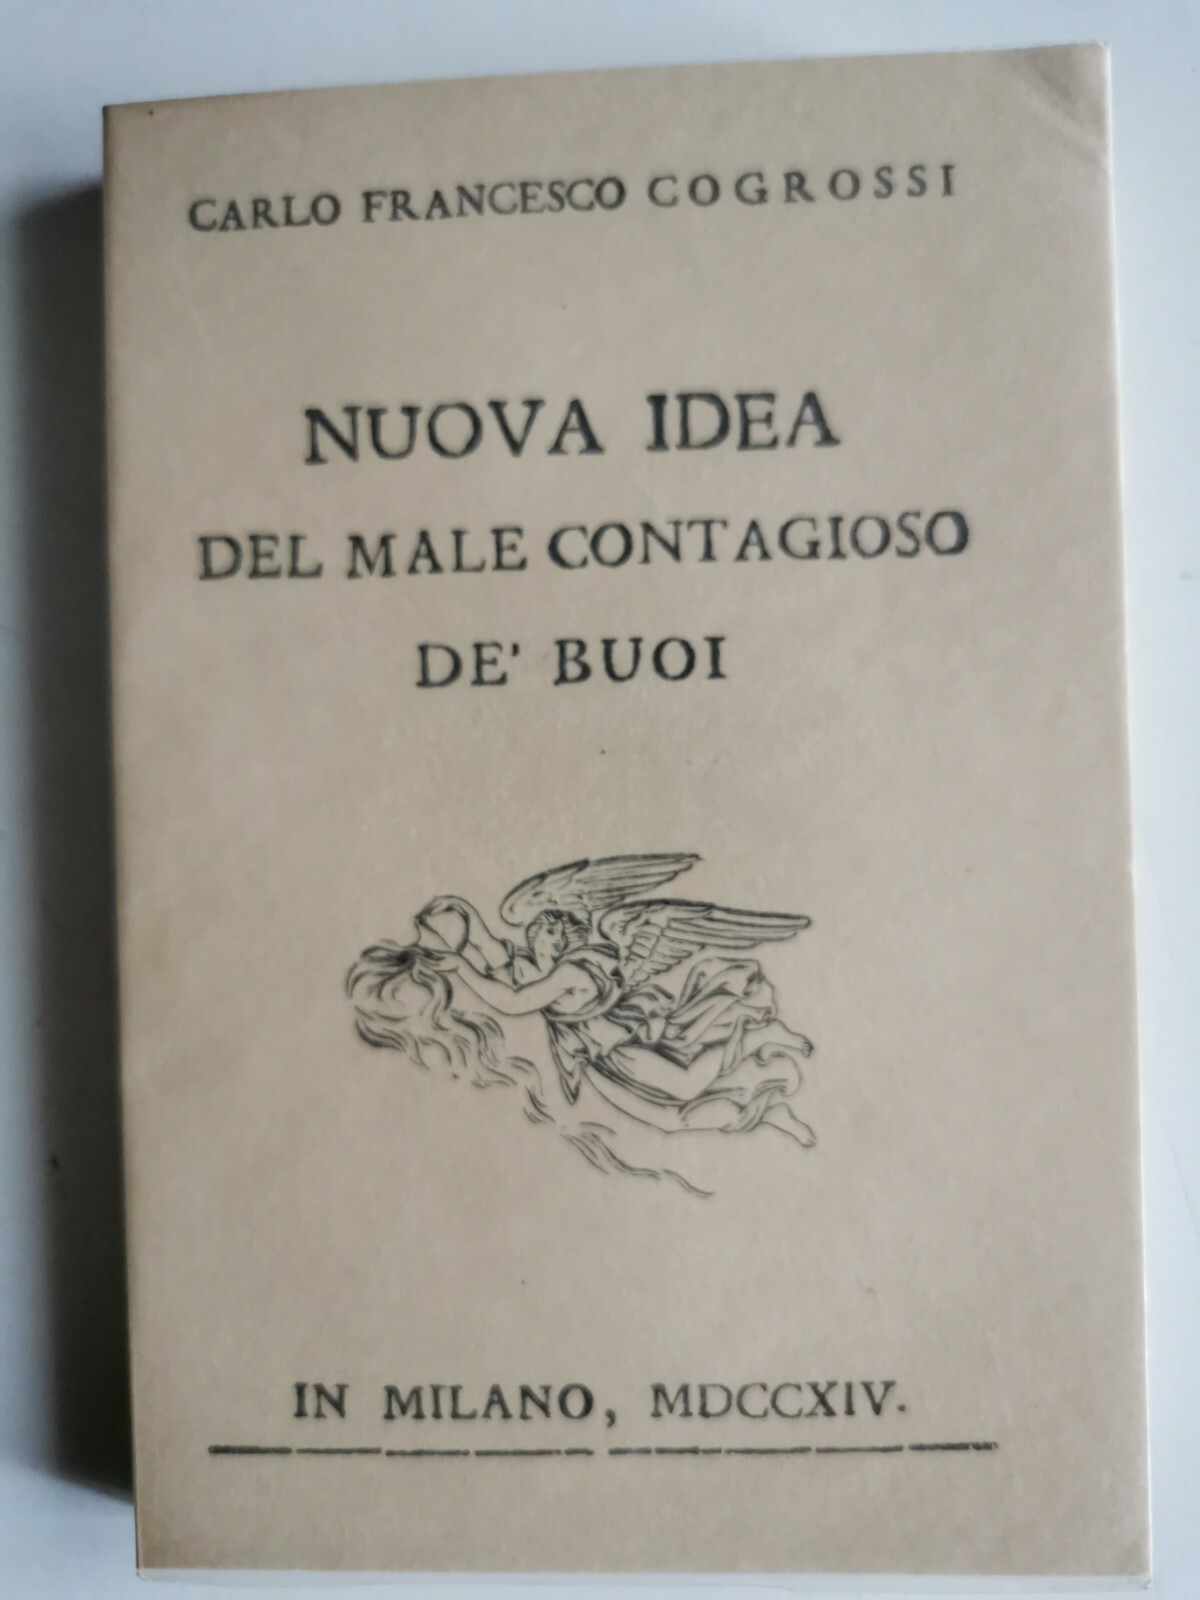 CARLO FRANCESCO COGROSSI
NUOVA IDEA
DEL MALE CONTAGIOSO
DE' BUOI
IN MILANO, MDCCXIV.